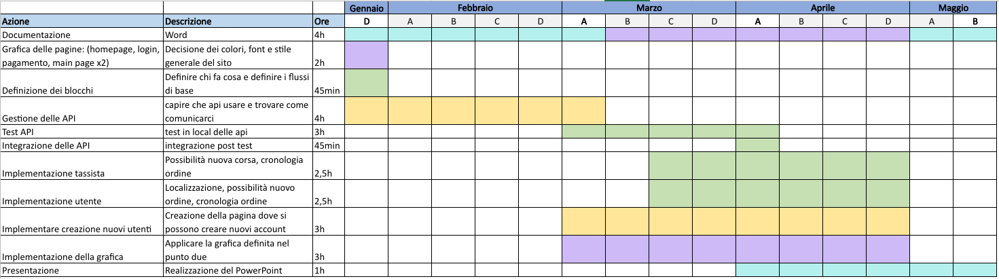 Gennaio Febbraio Marzo Aprile Maggio
Azione Descrizione Ore D A B C D A B C D A B C D A B
Documentazione Word 4h
Grafica delle pagine: (homepage, login, Decisione dei colori, font e stile
pagamento, main page x2) generale del sito 2h
Definire chi fa cosa e definire i flussi
Definizione dei blocchi di base 45min
capire che api usare e trovare come
Gestione delle API comunicarci 4h
Test API test in local delle api 3h
Integrazione delle API integrazione post test 45min
Possibilità nuova corsa, cronologia
Implementazione tassista ordine 2,5h
Localizzazione, possibilità nuovo
Implementazione utente ordine, cronologia ordine 2,5h
Creazione della pagina dove si
Implementare creazione nuovi utenti possono creare nuovi account 3h
Applicare la grafica definita nel
Implementazione della grafica punto due 3h
Presentazione Realizzazione del PowerPoint 1h